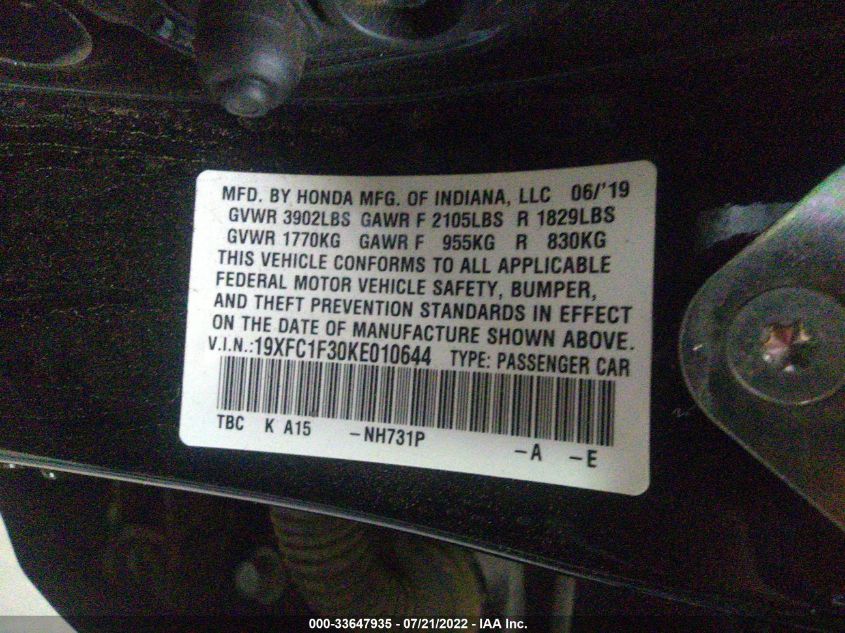 MFD. BY HONDA MFG. OF INDIANA, LLC 06/'19
GVWR 3902LBS GAWR F 2105LBS R 1829LBS
GVWR 1770KG GAWR F 955KG R 830KG
THIS VEHICLE CONFORMS TO ALL APPLICABLE
FEDERAL MOTOR VEHICLE SAFETY, BUMPER,
AND THEFT PREVENTION STANDARDS IN EFFECT
ON THE DATE OF MANUFACTURE SHOWN ABOVE.
V.I.N.:19XFC1F30KE010644 TYPE: PASSENGER CAR
TBC K A15 -NH731P -A -E
000-33647935 - 07/21/2022 - IAA Inc.